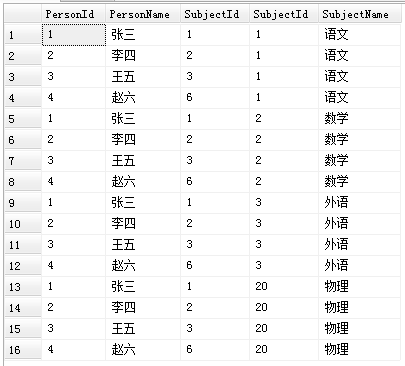 PersonId PersonName SubjectId SubjectId SubjectName
1 1 张三 1 1 语文
2 2 李四 2 1 语文
3 3 王五 3 1 语文
4 4 赵六 6 1 语文
5 1 张三 1 2 数学
6 2 李四 2 2 数学
7 3 王五 3 2 数学
8 4 赵六 6 2 数学
9 1 张三 1 3 外语
10 2 李四 2 3 外语
11 3 王五 3 3 外语
12 4 赵六 6 3 外语
13 1 张三 1 20 物理
14 2 李四 2 20 物理
15 3 王五 3 20 物理
16 4 赵六 6 20 物理